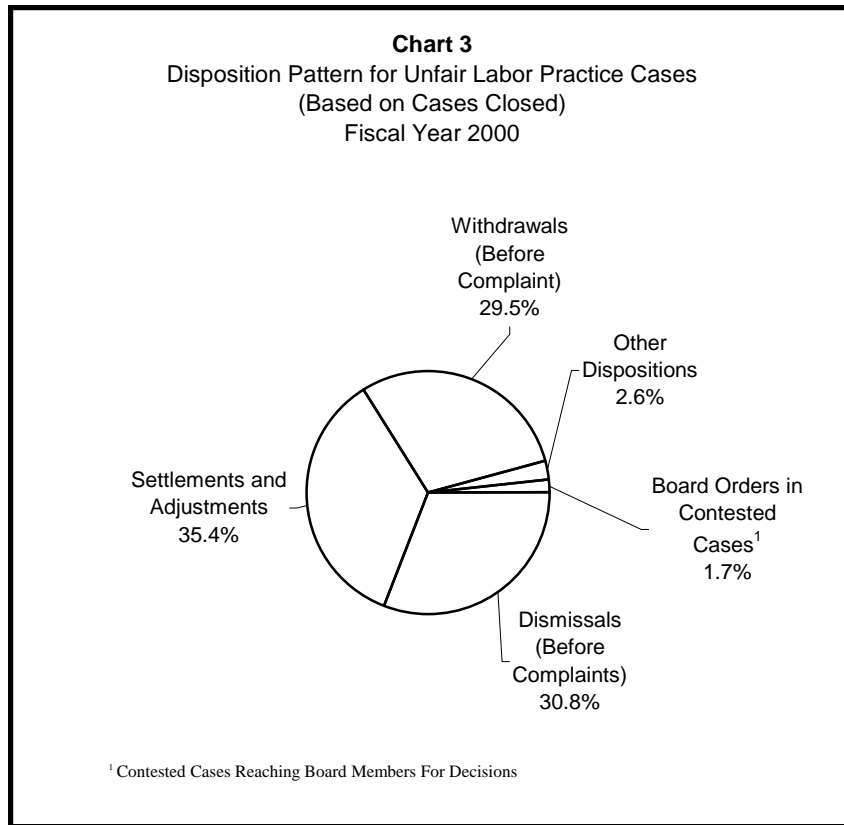 Chart 3
Disposition Pattern for Unfair Labor Practice Cases
(Based on Cases Closed)
Fiscal Year 2000
Withdrawals
(Before
Complaint)
29.5%
Other
Dispositions
2.6%
Settlements and
Adjustments
35.4%
Board Orders in
Contested
Cases¹
1.7%
Dismissals
(Before
Complaints)
30.8%
¹ Contested Cases Reaching Board Members For Decisions